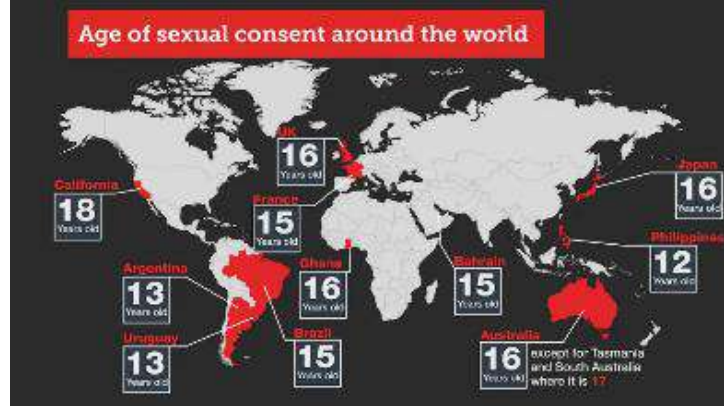 Age of sexual consent around the world
UK
16
Years old
California
18
Years old
France
15
Years old
Japan
16
Years old
Philippines
12
Years old
Argentina
13
Years old
Ghana
16
Years old
Bahrain
15
Years old
Uruguay
13
Years old
Brazil
15
Years old
Australia
16
Years old
except for Tasmania
and South Australia
where it is 17